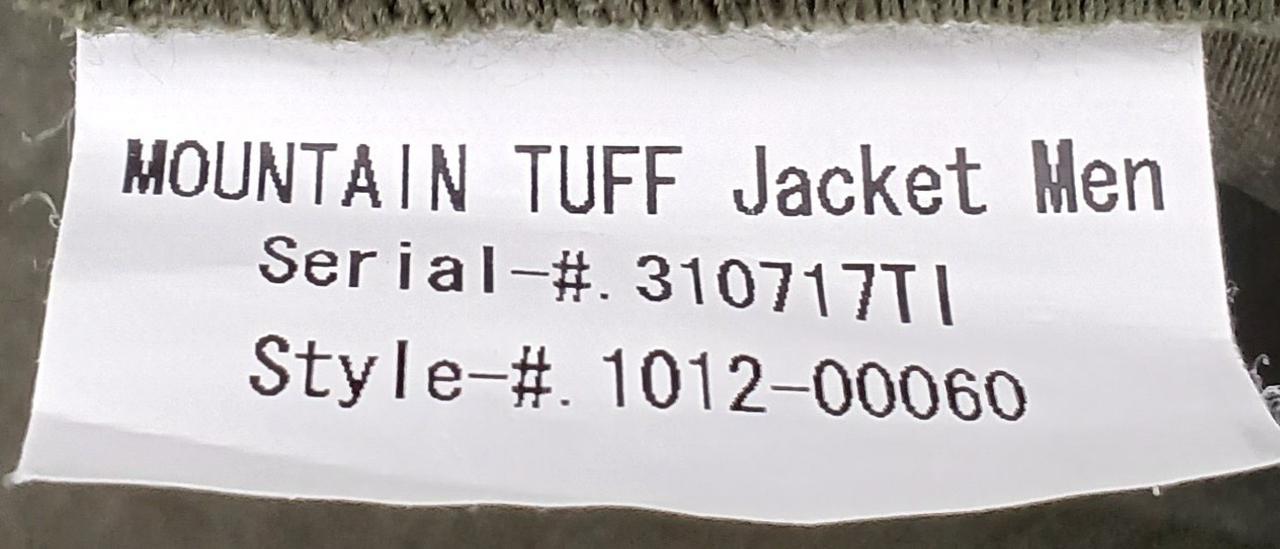 MOUNTAIN TUFF Jacket Men
Serial-#. 310717TI
Style-#. 1012-00060